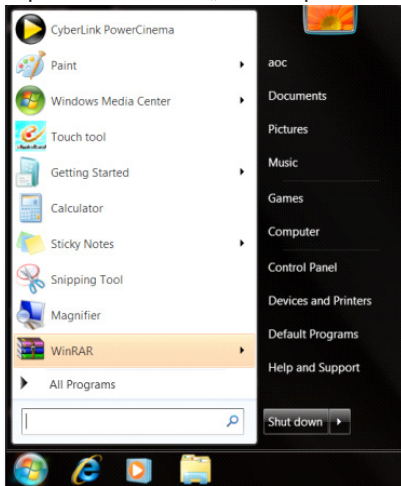 CyberLink PowerCinema
Paint
Windows Media Center
Touch tool
Getting Started
Calculator
Sticky Notes
Snipping Tool
Magnifier
WinRAR
All Programs
aoc
Documents
Pictures
Music
Games
Computer
Control Panel
Devices and Printers
Default Programs
Help and Support
Shut down